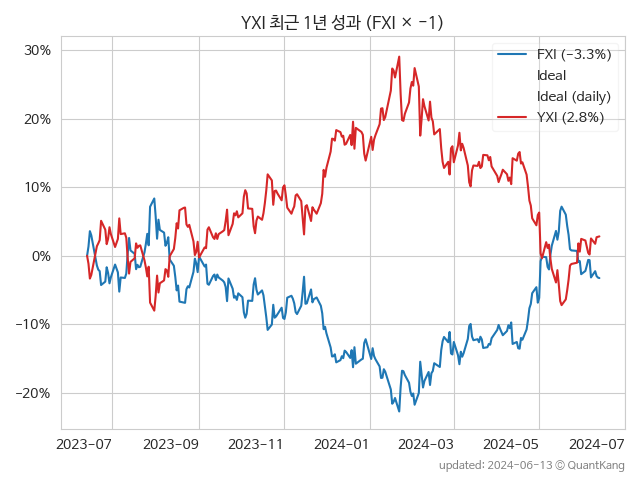 YXI 최근 1년 성과 (FXI × -1)
30%
20%
10%
0%
−10%
−20%
FXI (-3.3%)
Ideal
Ideal (daily)
YXI (2.8%)
2023-07
2023-09
2023-11
2024-01
2024-03
2024-05
2024-07
updated: 2024-06-13 © QuantKang